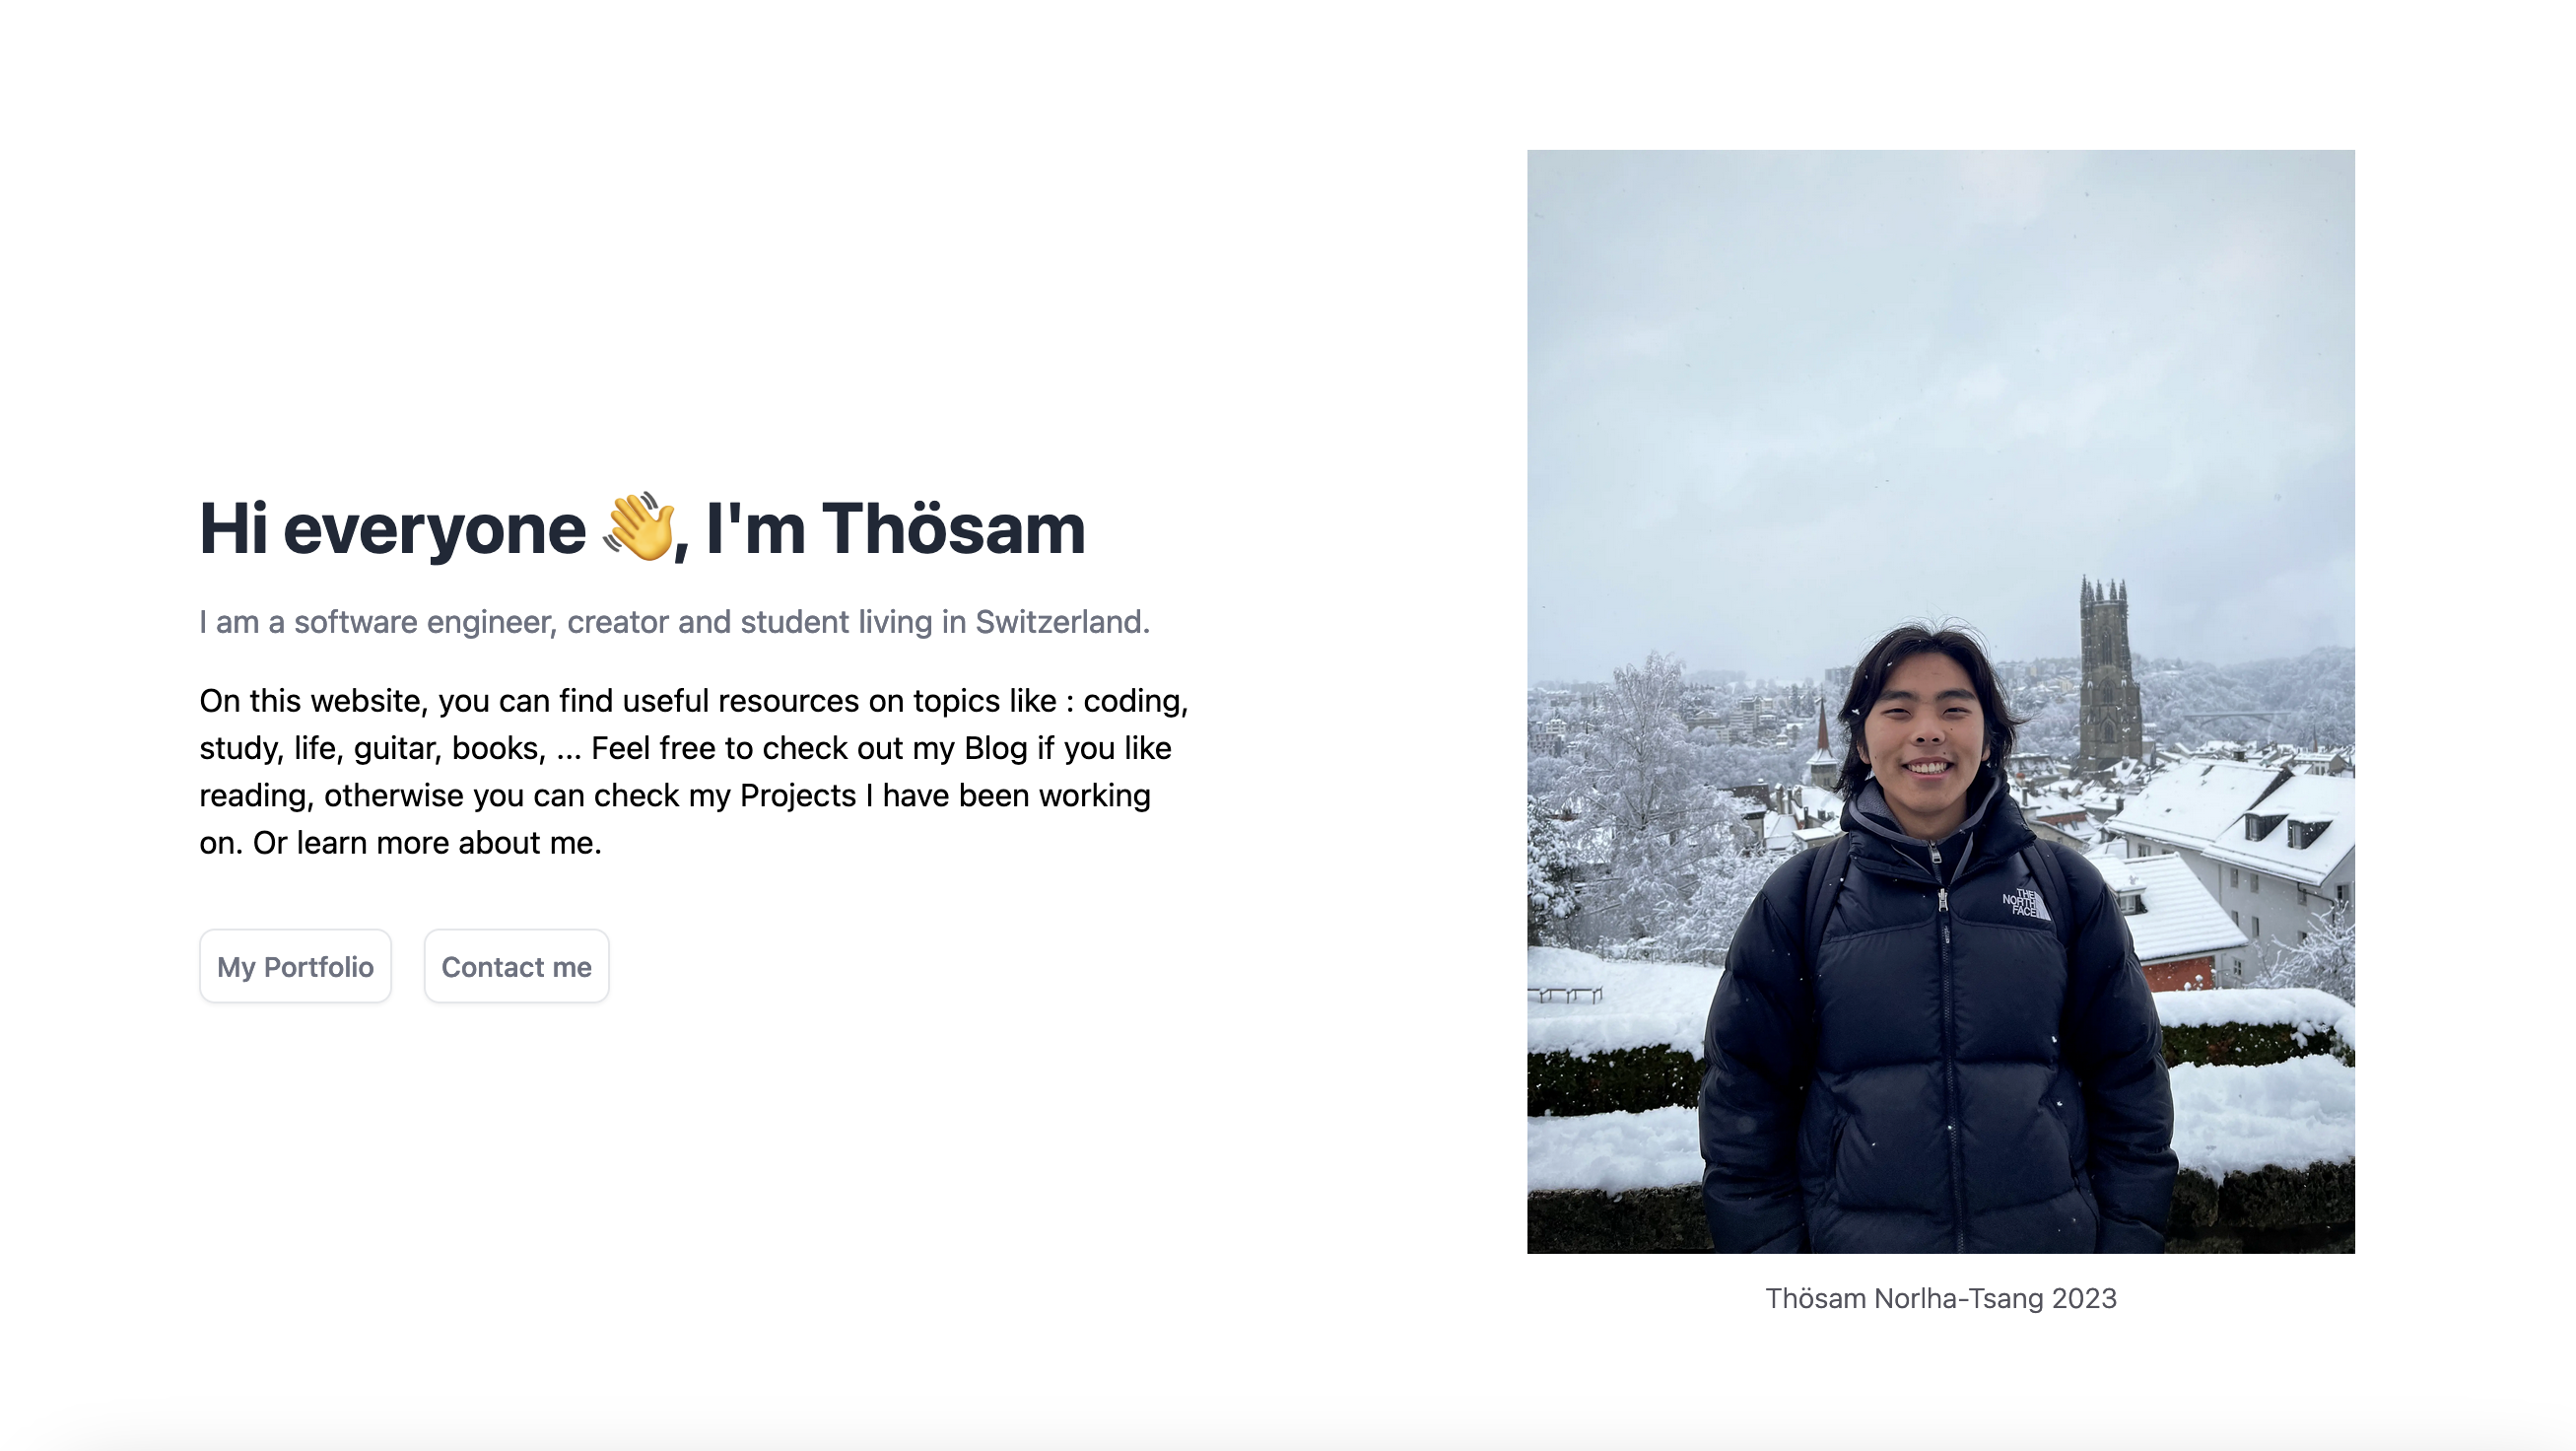 Hi everyone 👋, I'm Thösam
I am a software engineer, creator and student living in Switzerland.
On this website, you can find useful resources on topics like : coding,
study, life, guitar, books, ... Feel free to check out my Blog if you like
reading, otherwise you can check my Projects I have been working
on. Or learn more about me.
My Portfolio
Contact me
THE
NORTH
FACE
Thösam Norlha-Tsang 2023